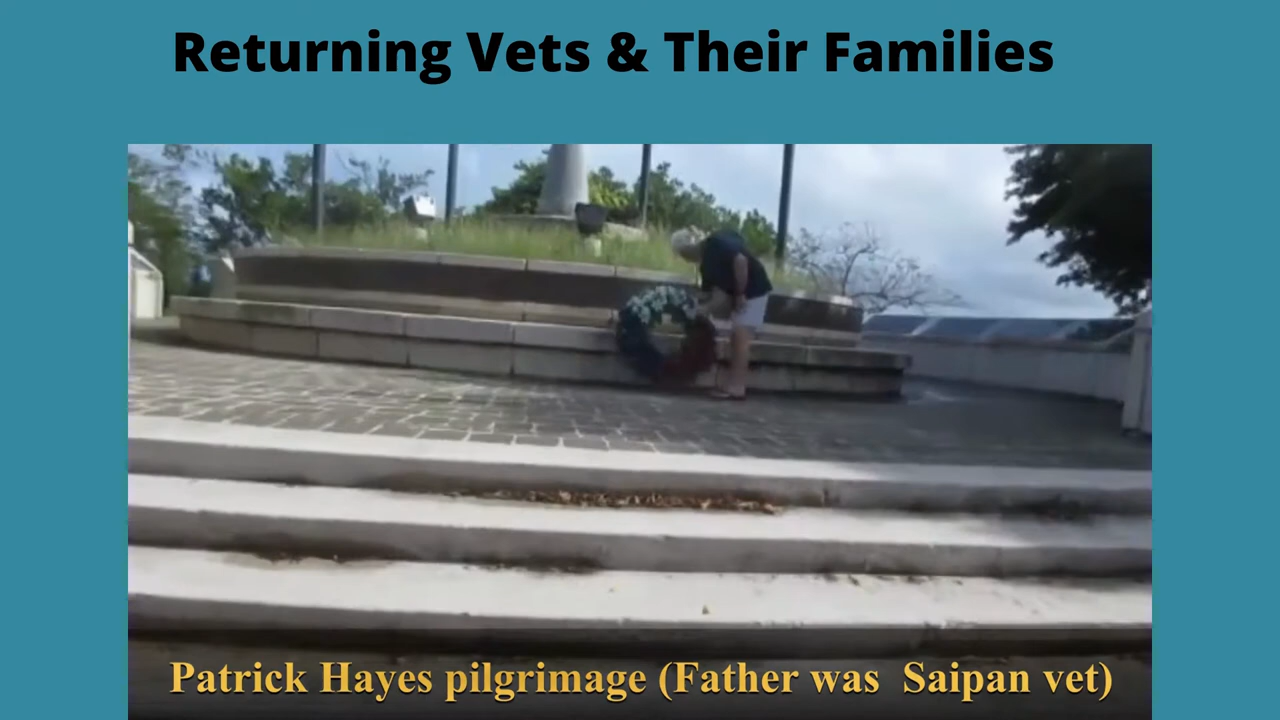 Returning Vets & Their Families
Patrick Hayes pilgrimage (Father was  Saipan vet)